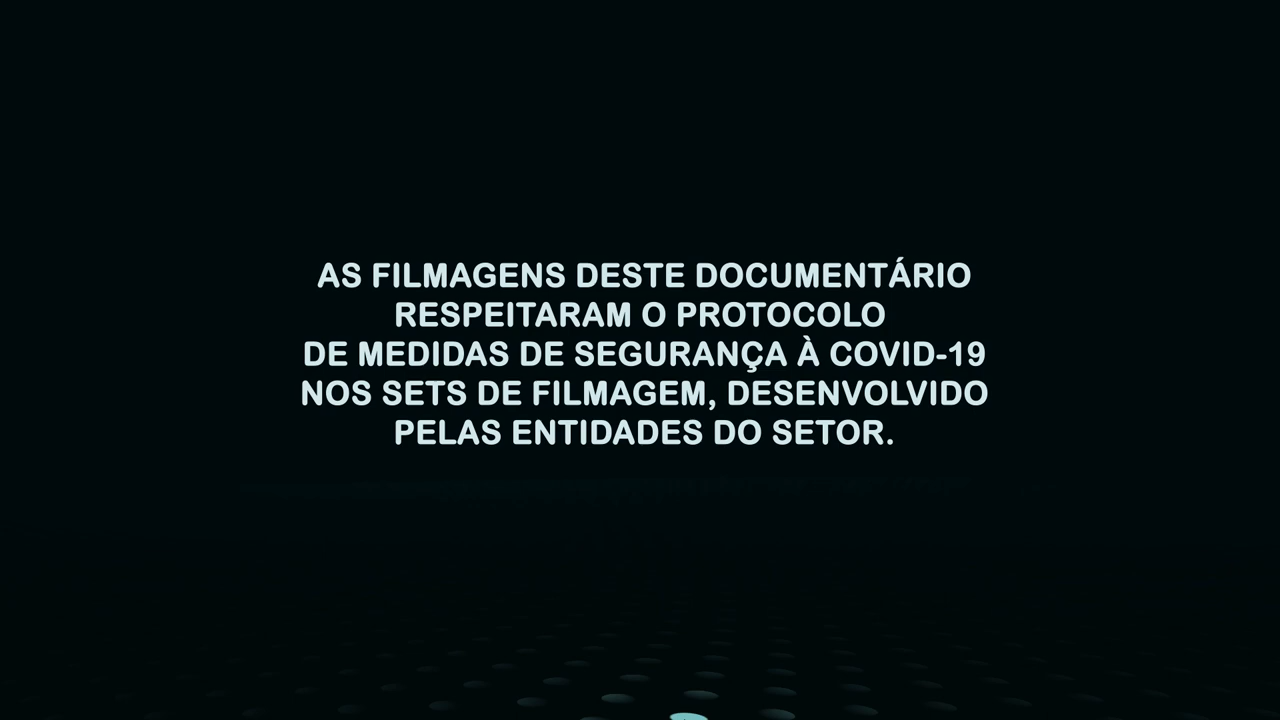 AS FILMAGENS DESTE DOCUMENTÁRIO
RESPEITARAM O PROTOCOLO
DE MEDIDAS DE SEGURANÇA À COVID-19
NOS SETS DE FILMAGEM, DESENVOLVIDO
PELAS ENTIDADES DO SETOR.